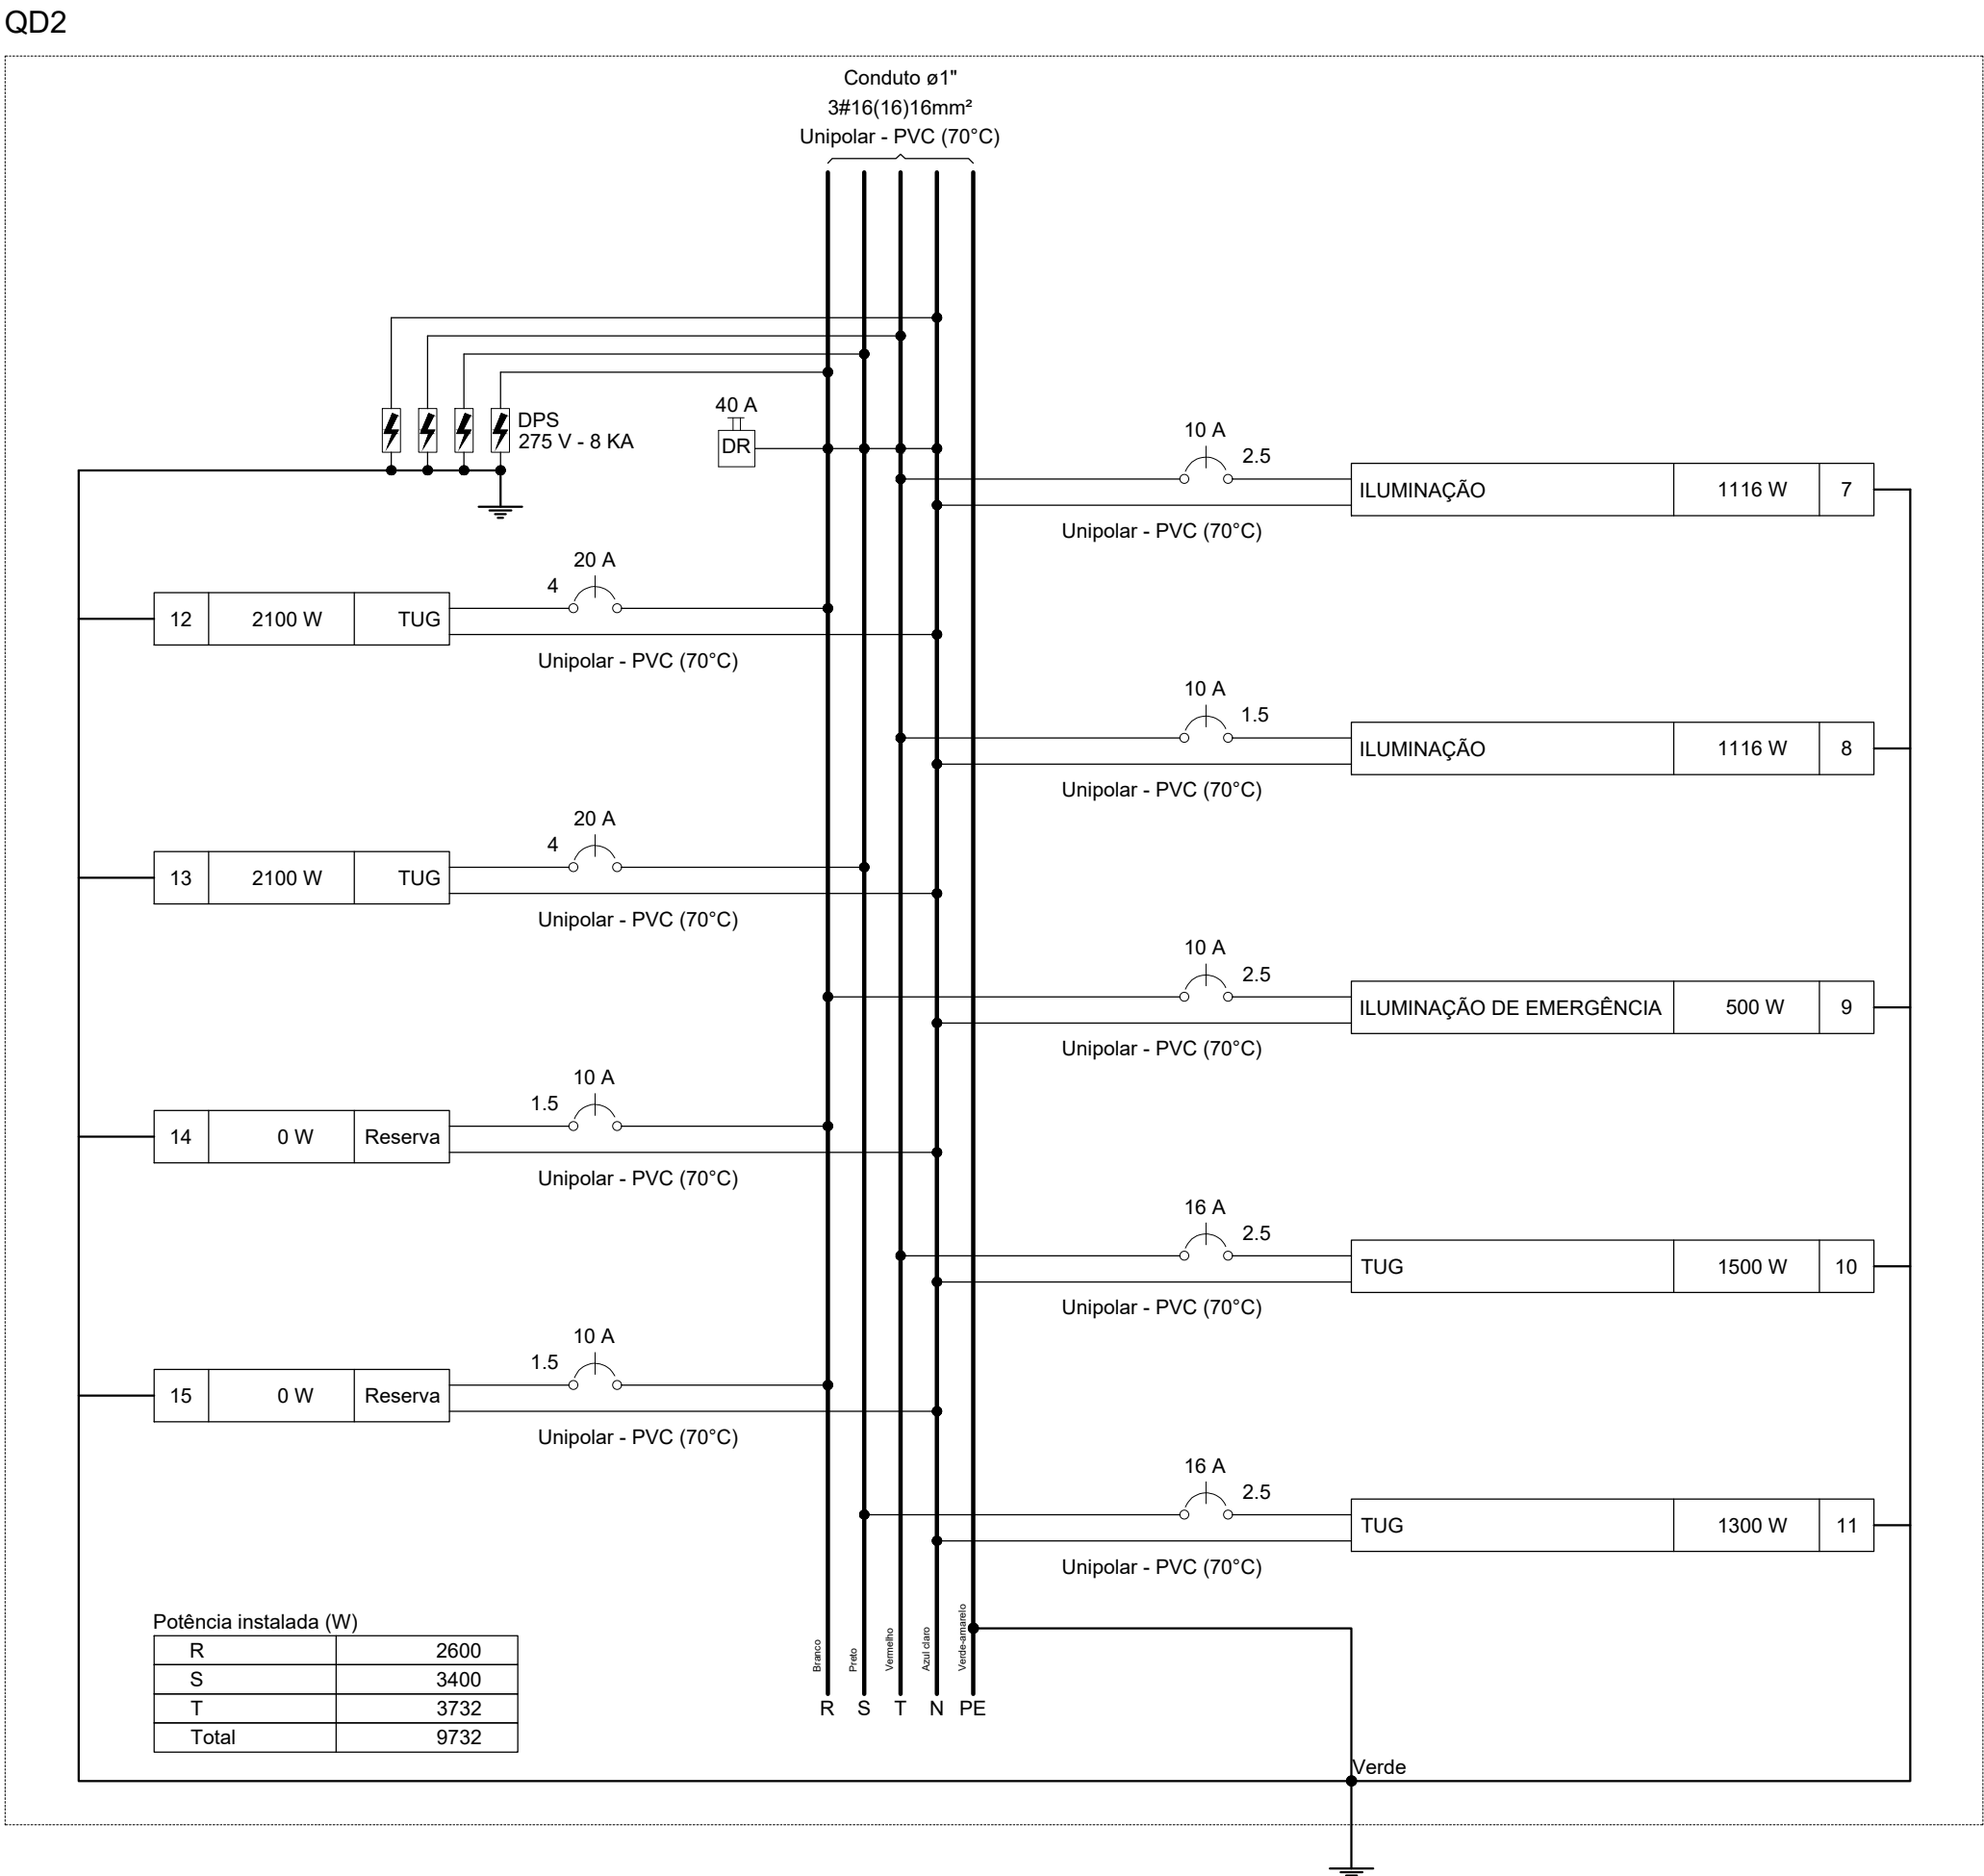 QD2
Conduto ø1"
3#16(16)16mm²
Unipolar - PVC (70°C)
DPS
275 V - 8 KA
40 A
DR
10 A
2.5
ILUMINAÇÃO 1116 W 7
Unipolar - PVC (70°C)
20 A
4
12 2100 W TUG
Unipolar - PVC (70°C)
10 A
1.5
ILUMINAÇÃO 1116 W 8
Unipolar - PVC (70°C)
20 A
4
13 2100 W TUG
Unipolar - PVC (70°C)
10 A
2.5
ILUMINAÇÃO DE EMERGÊNCIA 500 W 9
Unipolar - PVC (70°C)
10 A
1.5
14 0 W Reserva
Unipolar - PVC (70°C)
16 A
2.5
TUG 1500 W 10
Unipolar - PVC (70°C)
10 A
1.5
15 0 W Reserva
Unipolar - PVC (70°C)
16 A
2.5
TUG 1300 W 11
Unipolar - PVC (70°C)
Potência instalada (W)
R 2600
S 3400
T 3732
Total 9732
Branco
Preto
Vermelho
Azul claro
Verde-amarelo
R S T N PE
Verde